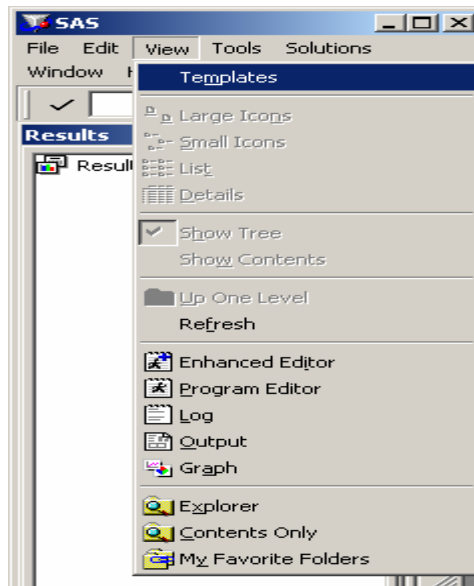 SAS
File Edit View Tools Solutions
Window
Templates
Large Icons
Small Icons
List
Details
Show Tree
Show Contents
Up One Level
Refresh
Enhanced Editor
Program Editor
Log
Output
Graph
Explorer
Contents Only
My Favorite Folders
Results